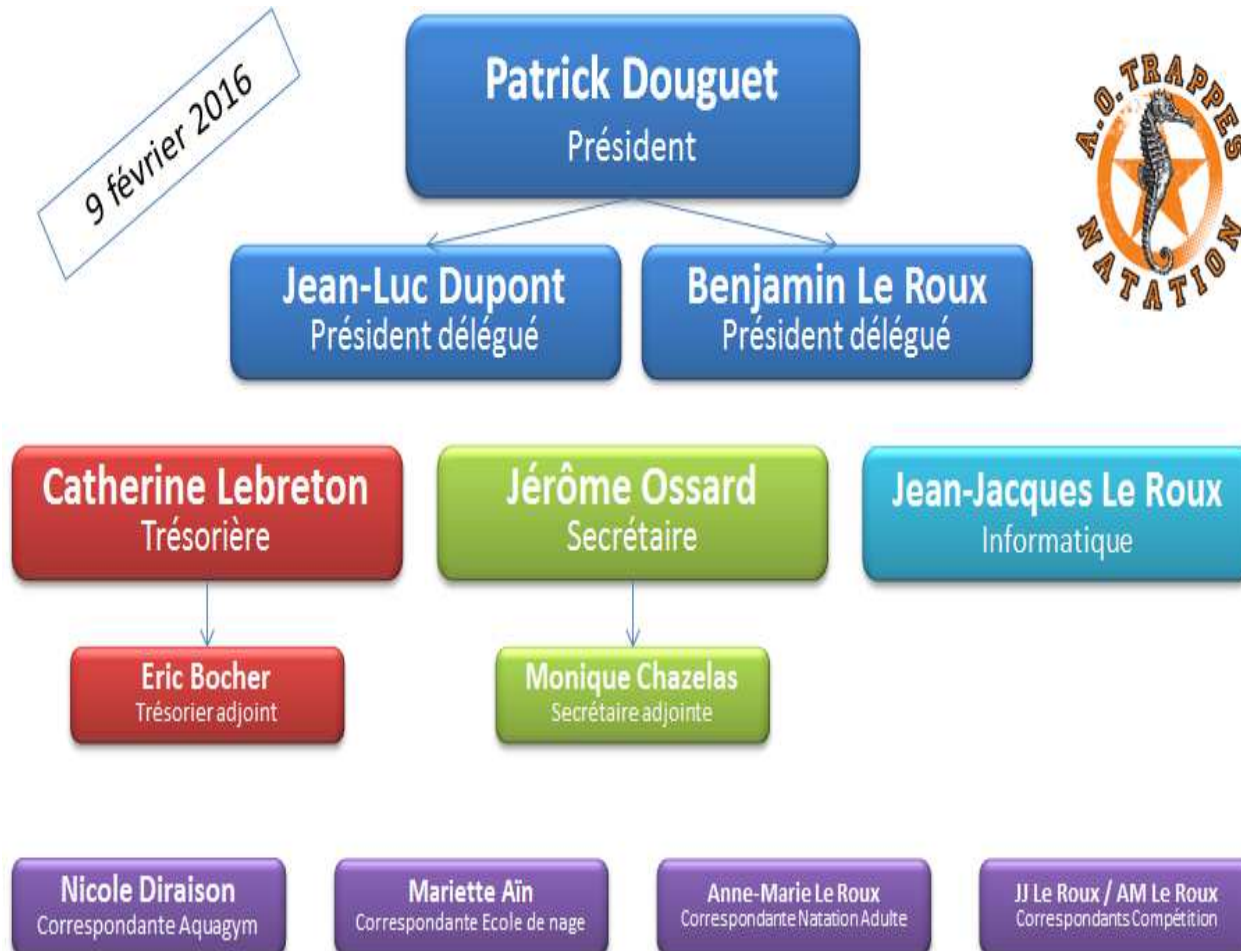 9 février 2016
Patrick Douguet
Président
A.O. TRAPPES
NATATION
Jean-Luc Dupont
Président délégué
Benjamin Le Roux
Président délégué
Catherine Lebreton
Trésorière
Jérôme Ossard
Secrétaire
Jean-Jacques Le Roux
Informatique
Eric Bocher
Trésorier adjoint
Monique Chazelas
Secrétaire adjointe
Nicole Diraison
Correspondante Aquagym
Mariette Aïn
Correspondante Ecole de nage
Anne-Marie Le Roux
Correspondante Natation Adulte
JJ Le Roux / AM Le Roux
Correspondants Compétition